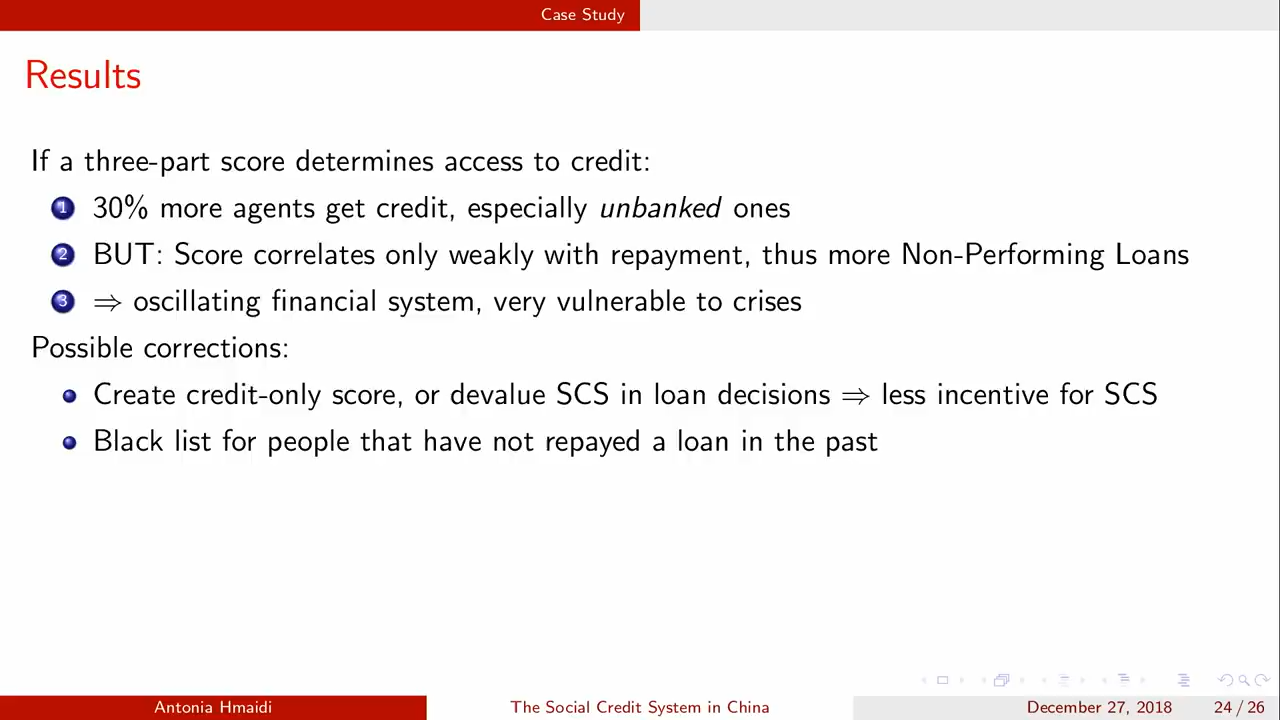 Case Study
Results
If a three-part score determines access to credit:
1 30% more agents get credit, especially unbanked ones
2 BUT: Score correlates only weakly with repayment, thus more Non-Performing Loans
3 ⇒ oscillating financial system, very vulnerable to crises
Possible corrections:
Create credit-only score, or devalue SCS in loan decisions ⇒ less incentive for SCS
Black list for people that have not repayed a loan in the past
Antonia Hmaidi The Social Credit System in China December 27, 2018 24 / 26